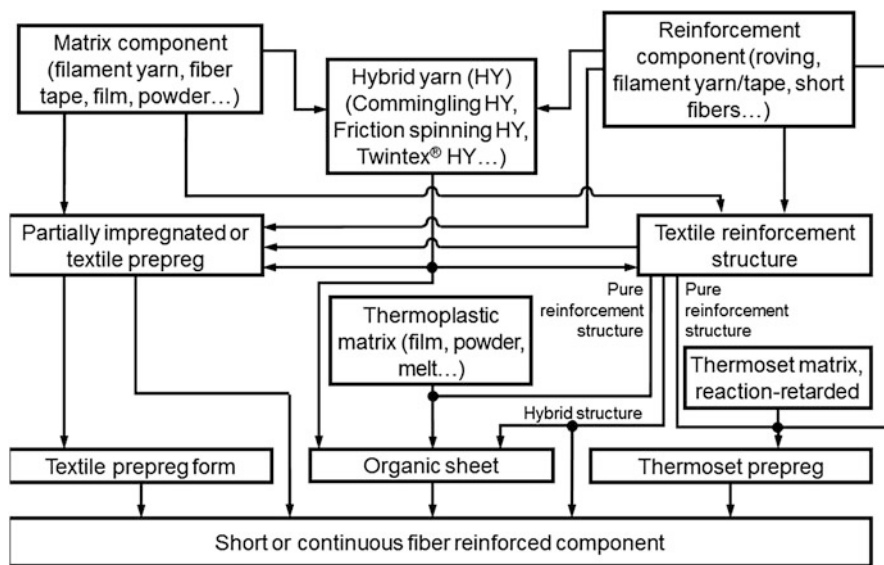 Matrix component
(filament yarn, fiber
tape, film, powder…)
Hybrid yarn (HY)
(Commingling HY,
Friction spinning HY,
Twintex® HY…)
Reinforcement
component (roving,
filament yarn/tape, short
fibers…)
Partially impregnated or
textile prepreg
Textile reinforcement
structure
Pure
reinforcement
structure
Pure
reinforcement
structure
Thermoplastic
matrix (film, powder,
melt…)
Thermoset matrix,
reaction-retarded
Hybrid structure
Textile prepreg form
Organic sheet
Thermoset prepreg
Short or continuous fiber reinforced component